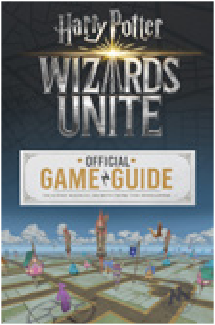 Harry Potter
WIZARDS
UNITE
OFFICIAL
GAME GUIDE